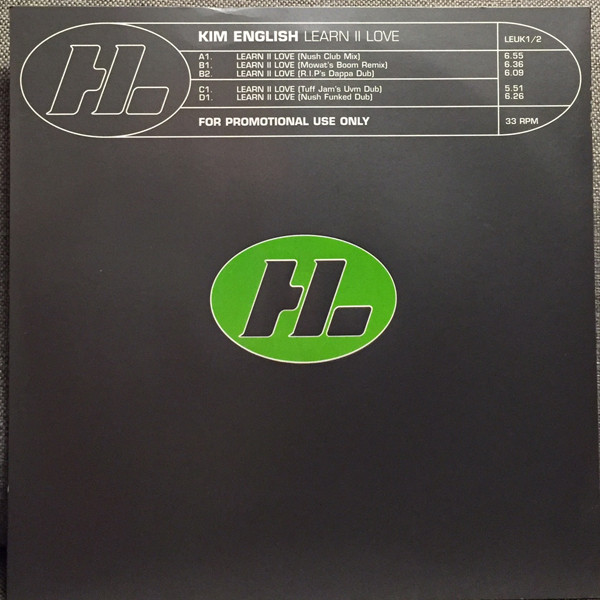 KIM ENGLISH LEARN II LOVE LEUK1/2
A1. LEARN II LOVE (Nush Club Mix) 6.55
B1. LEARN II LOVE (Mowat's Boom Remix) 6.36
B2. LEARN II LOVE (R.I.P's Dappa Dub) 6.09
C1. LEARN II LOVE (Tuff Jam's Uvm Dub) 5.51
D1. LEARN II LOVE (Nush Funked Dub) 6.26
FOR PROMOTIONAL USE ONLY 33 RPM
HL.
HL.